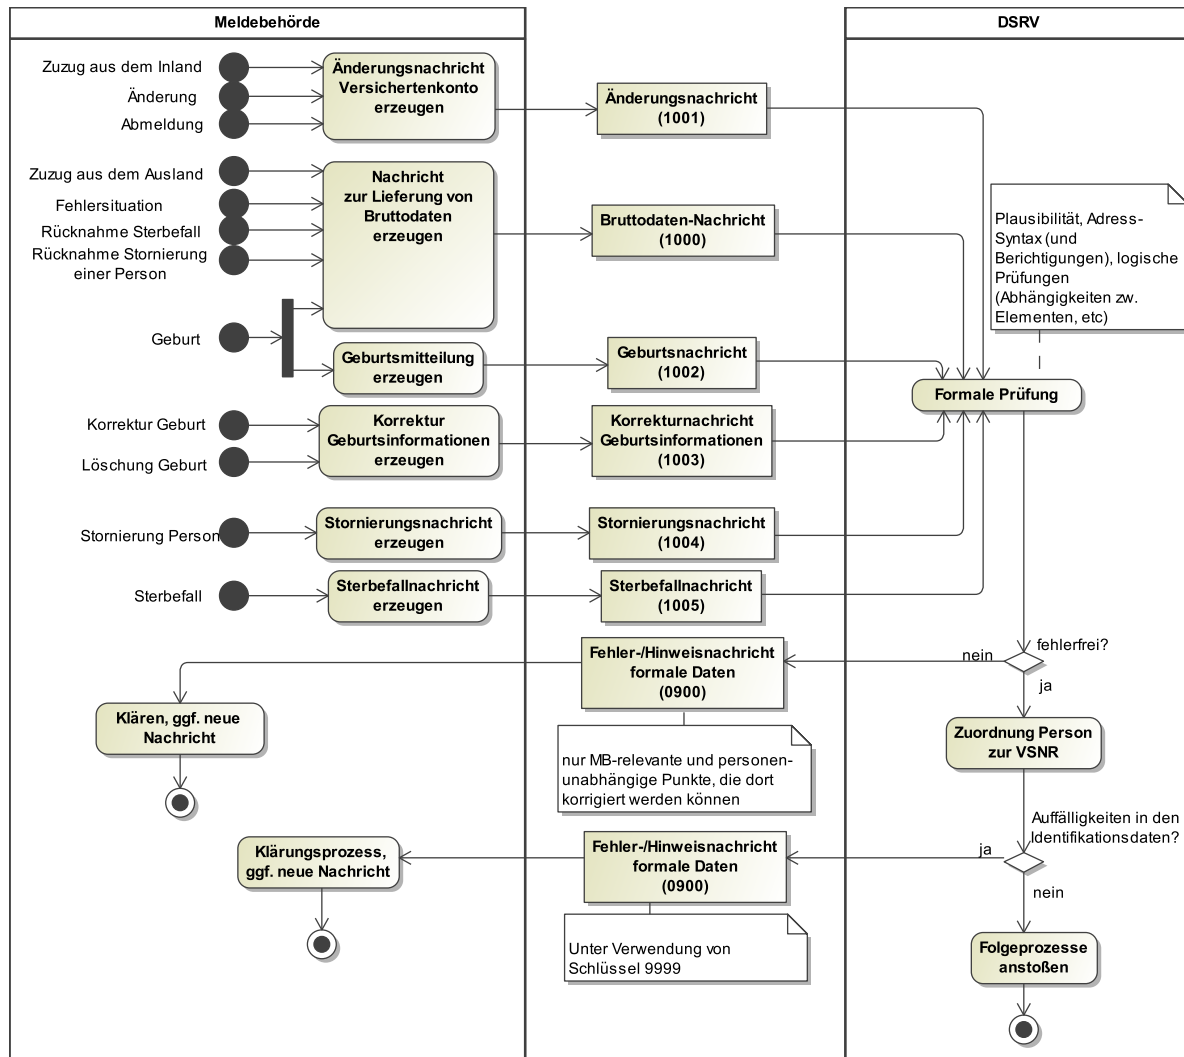 Meldebehörde
DSRV
Zuzug aus dem Inland
Änderung
Abmeldung
Änderungsnachricht
Versichertenkonto
erzeugen
Änderungsnachricht
(1001)
Zuzug aus dem Ausland
Fehlersituation
Rücknahme Sterbefall
Rücknahme Stornierung
einer Person
Nachricht
zur Lieferung von
Bruttodaten
erzeugen
Bruttodaten-Nachricht
(1000)
Plausibilität, Adress-
Syntax (und
Berichtigungen), logische
Prüfungen
(Abhängigkeiten zw.
Elementen, etc)
Geburt
Geburtsmitteilung
erzeugen
Geburtsnachricht
(1002)
Formale Prüfung
Korrektur Geburt
Löschung Geburt
Korrektur
Geburtsinformationen
erzeugen
Korrekturnachricht
Geburtsinformationen
(1003)
Stornierung Person
Stornierungsnachricht
erzeugen
Stornierungsnachricht
(1004)
Sterbefall
Sterbefallnachricht
erzeugen
Sterbefallnachricht
(1005)
fehlerfrei?
nein
ja
Fehler-/Hinweisnachricht
formale Daten
(0900)
Klären, ggf. neue
Nachricht
Zuordnung Person
zur VSNR
nur MB-relevante und personen-
unabhängige Punkte, die dort
korrigiert werden können
Auffälligkeiten in den
Identifikationsdaten?
ja
nein
Fehler-/Hinweisnachricht
formale Daten
(0900)
Klärungsprozess,
ggf. neue Nachricht
Unter Verwendung von
Schlüssel 9999
Folgeprozesse
anstoßen